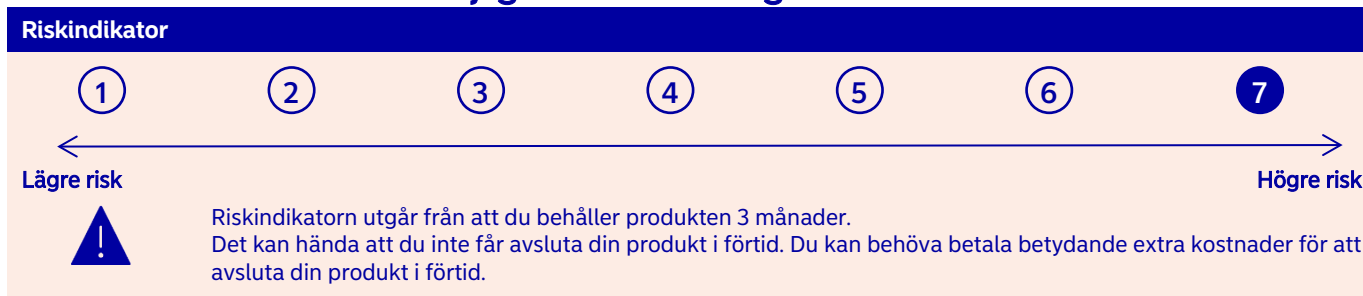 Riskindikator
1 2 3 4 5 6 7
Lägre risk Högre risk
Riskindikatorn utgår från att du behåller produkten 3 månader.
Det kan hända att du inte får avsluta din produkt i förtid. Du kan behöva betala betydande extra kostnader för att
avsluta din produkt i förtid.